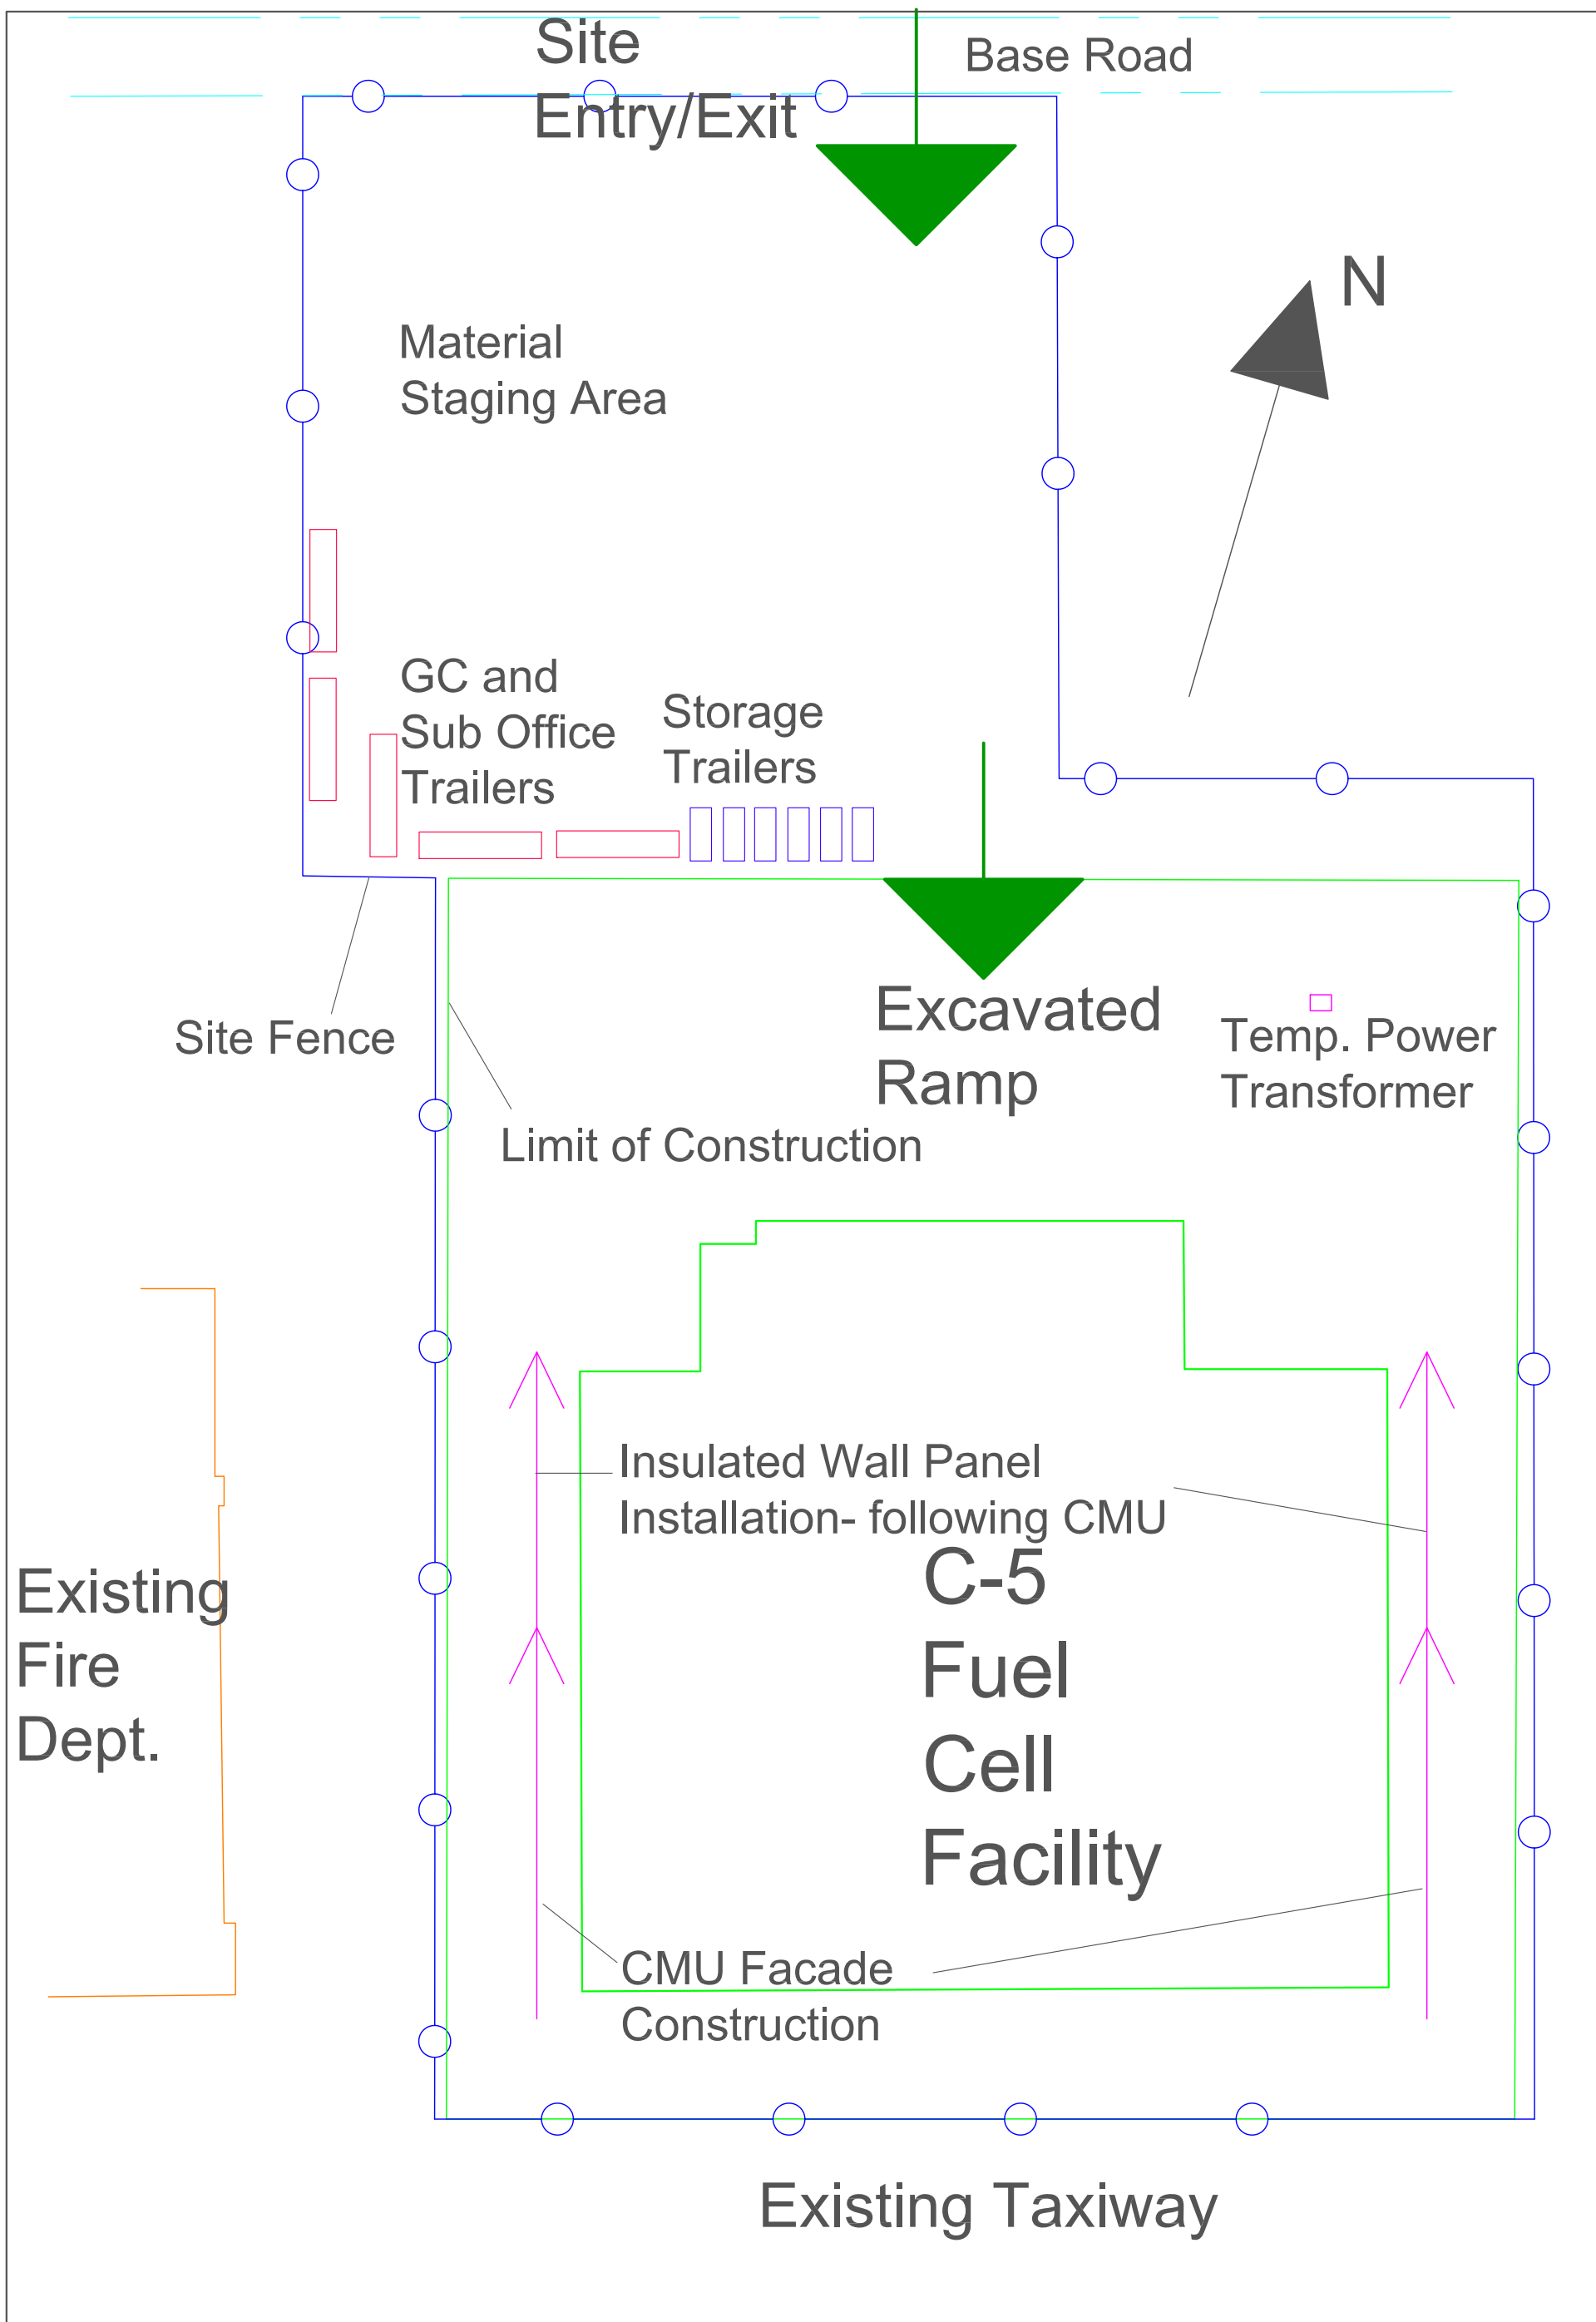 Site
Entry/Exit
Base Road
N
Material
Staging Area
GC and
Sub Office
Trailers
Storage
Trailers
Excavated
Ramp
Temp. Power
Transformer
Site Fence
Limit of Construction
Insulated Wall Panel
Installation- following CMU
C-5
Fuel
Cell
Facility
Existing
Fire
Dept.
CMU Facade
Construction
Existing Taxiway